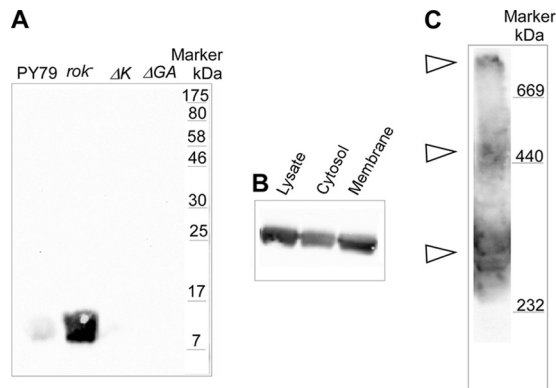 A
PY79 rok- ΔK ΔGA Marker kDa
175
80
58
46
30
25
17
7
B
Lysate Cytosol Membrane
C
Marker kDa
669
440
232